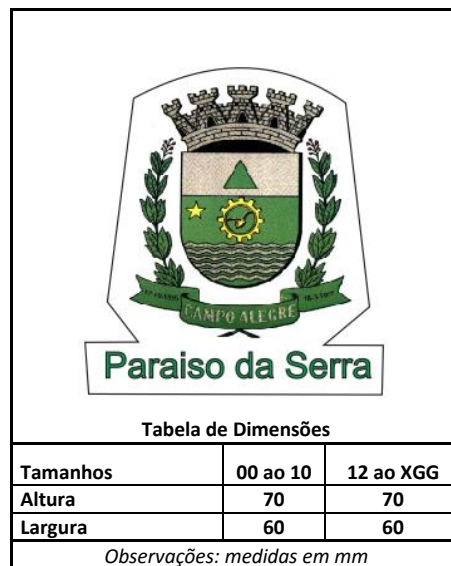 CAMPO ALEGRE
Paraiso da Serra
Tabela de Dimensões
Tamanhos 00 ao 10 12 ao XGG
Altura 70 70
Largura 60 60
Observações: medidas em mm